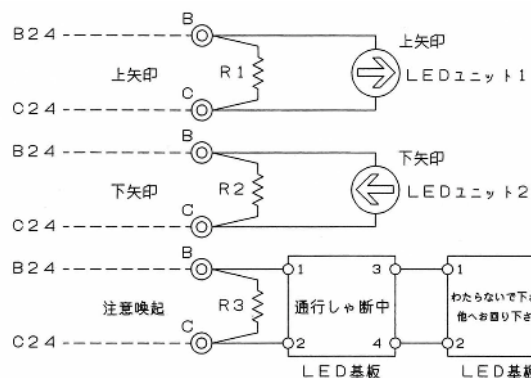 B24
B
上矢印
R1
上矢印
LEDユニット1
C
C24
B24
B
下矢印
R2
下矢印
LEDユニット2
C
C24
B24
B
注意喚起
R3
1
3
通行しゃ断中
2
4
LED基板
1
わたらないで下さ
他へお回り下さ
2
LED基板
C
C24